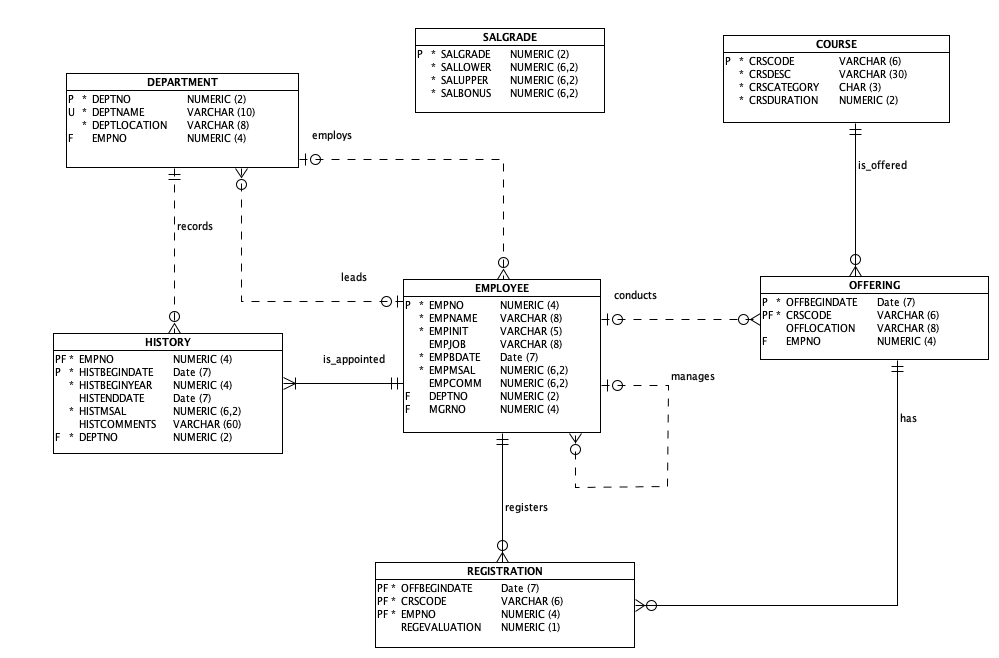 SALGRADE
P * SALGRADE NUMERIC (2)
* SALLOWER NUMERIC (6,2)
* SALUPPER NUMERIC (6,2)
* SALBONUS NUMERIC (6,2)
COURSE
P * CRSCODE VARCHAR (6)
* CRSDESC VARCHAR (30)
* CRSCATEGORY CHAR (3)
* CRSDURATION NUMERIC (2)
DEPARTMENT
P * DEPTNO NUMERIC (2)
U * DEPTNAME VARCHAR (10)
* DEPTLOCATION VARCHAR (8)
F EMPNO NUMERIC (4)
employs
is_offered
records
leads
EMPLOYEE
P * EMPNO NUMERIC (4)
* EMPNAME VARCHAR (8)
* EMPINIT VARCHAR (5)
EMPJOB VARCHAR (8)
* EMPBDATE Date (7)
* EMPMSAL NUMERIC (6,2)
EMPCOMM NUMERIC (6,2)
F DEPTNO NUMERIC (2)
F MGRNO NUMERIC (4)
conducts
OFFERING
P * OFFBEGINDATE Date (7)
PF * CRSCODE VARCHAR (6)
OFFLOCATION VARCHAR (8)
F EMPNO NUMERIC (4)
HISTORY
PF * EMPNO NUMERIC (4)
P * HISTBEGINDATE Date (7)
* HISTBEGINYEAR NUMERIC (4)
HISTENDDATE Date (7)
* HISTMSAL NUMERIC (6,2)
HISTCOMMENTS VARCHAR (60)
F * DEPTNO NUMERIC (2)
is_appointed
manages
has
registers
REGISTRATION
PF * OFFBEGINDATE Date (7)
PF * CRSCODE VARCHAR (6)
PF * EMPNO NUMERIC (4)
REGEVALUATION NUMERIC (1)